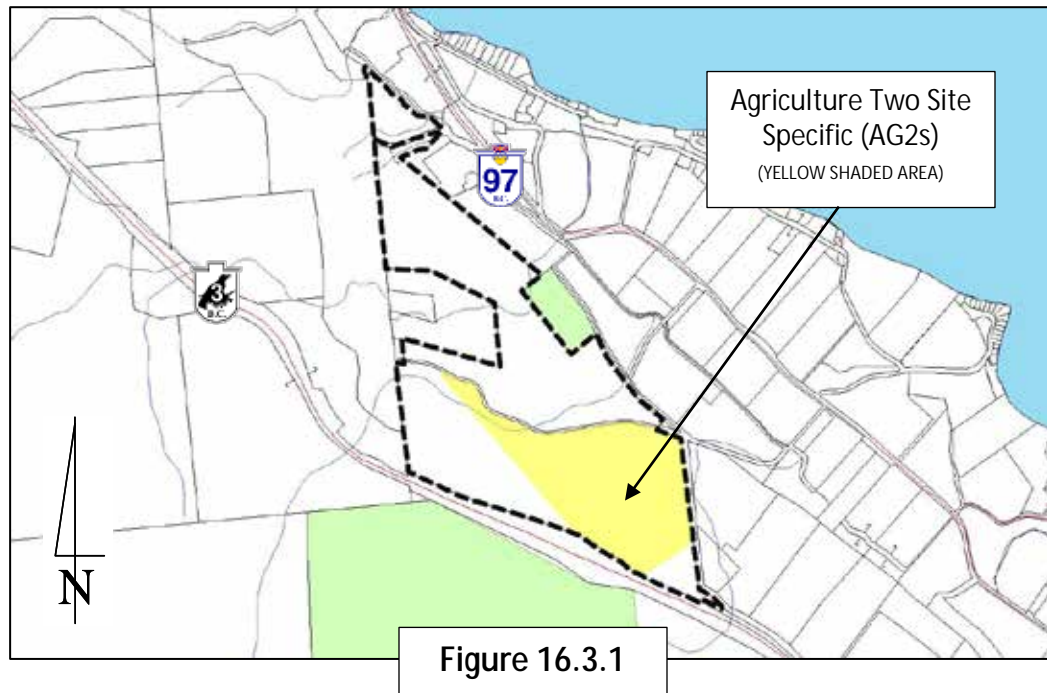 Agriculture Two Site
Specific (AG2s)
(YELLOW SHADED AREA)
97
B.C.
3
B.C.
N
Figure 16.3.1